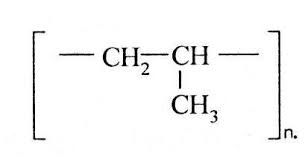 [ — CH₂—CH — ]n.
CH₃